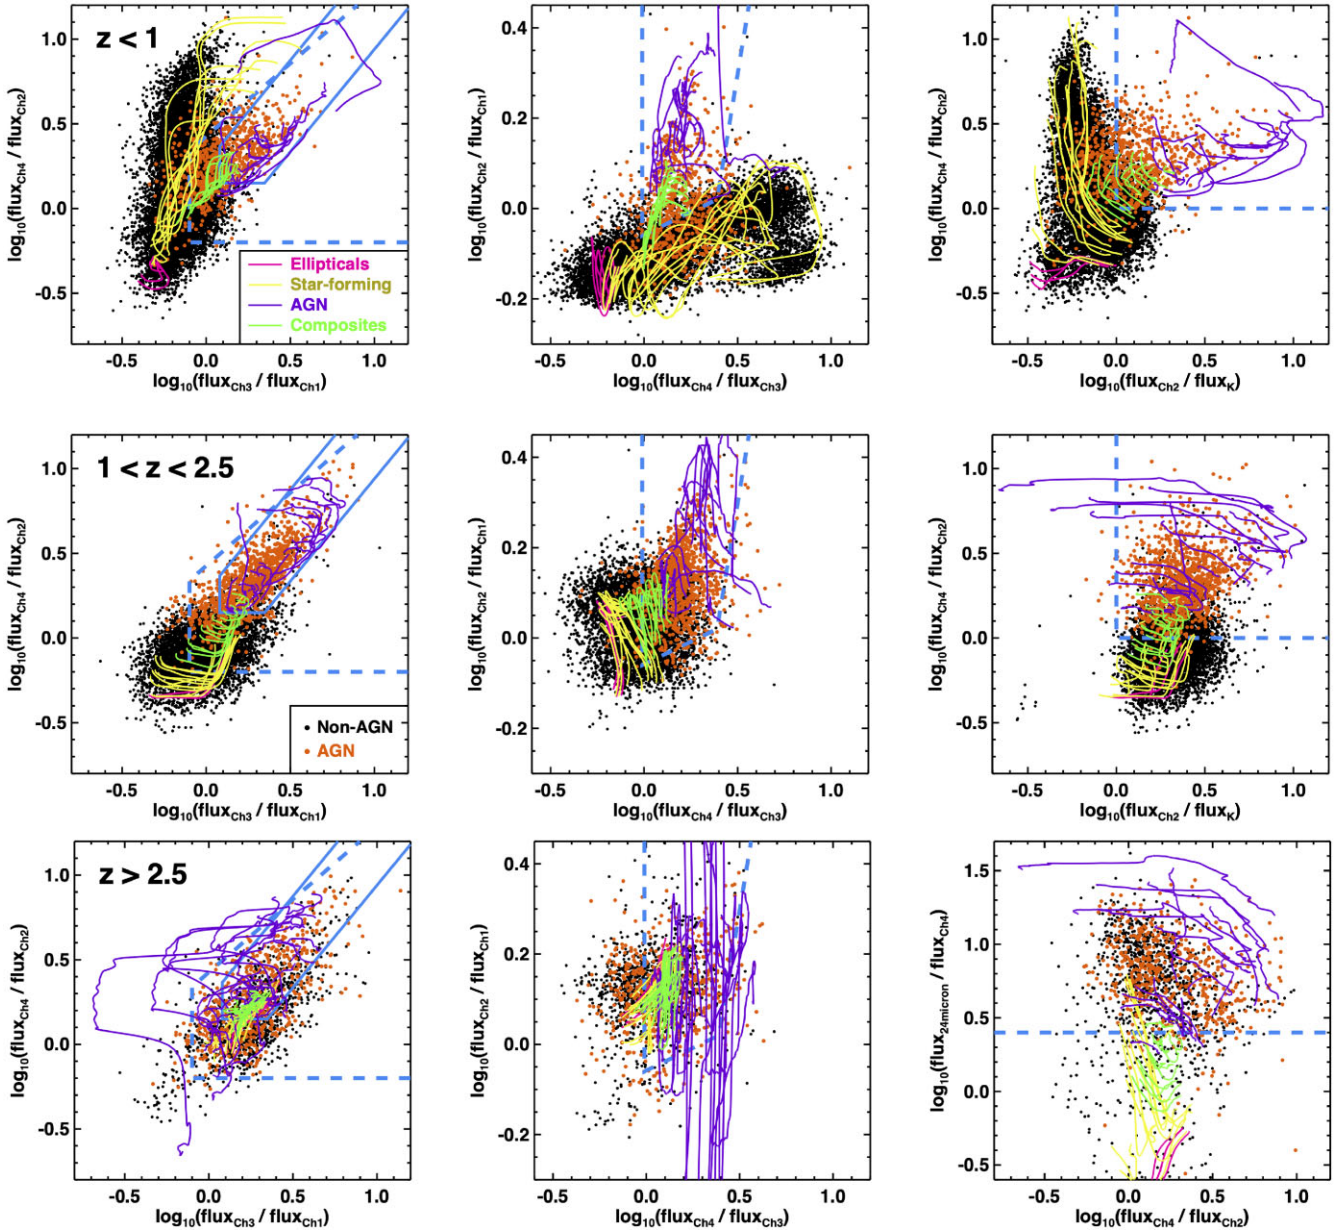 z < 1
log10(fluxCh4 / fluxCh2)
1.0
0.5
0.0
-0.5
Ellipticals
Star-forming
AGN
Composites
-0.5 0.0 0.5 1.0
log10(fluxCh3 / fluxCh1)
log10(fluxCh2 / fluxCh1)
0.4
0.2
0.0
-0.2
-0.5 0.0 0.5 1.0
log10(fluxCh4 / fluxCh3)
log10(fluxCh4 / fluxCh2)
1.0
0.5
0.0
-0.5
-0.5 0.0 0.5 1.0
log10(fluxCh2 / fluxK)
1 < z < 2.5
log10(fluxCh4 / fluxCh2)
1.0
0.5
0.0
-0.5
Non-AGN
AGN
-0.5 0.0 0.5 1.0
log10(fluxCh3 / fluxCh1)
log10(fluxCh2 / fluxCh1)
0.4
0.2
0.0
-0.2
-0.5 0.0 0.5 1.0
log10(fluxCh4 / fluxCh3)
log10(fluxCh4 / fluxCh2)
1.0
0.5
0.0
-0.5
-0.5 0.0 0.5 1.0
log10(fluxCh2 / fluxK)
z > 2.5
log10(fluxCh4 / fluxCh2)
1.0
0.5
0.0
-0.5
-0.5 0.0 0.5 1.0
log10(fluxCh3 / fluxCh1)
log10(fluxCh2 / fluxCh1)
0.4
0.2
0.0
-0.2
-0.5 0.0 0.5 1.0
log10(fluxCh4 / fluxCh3)
log10(flux24micron / fluxCh4)
1.5
1.0
0.5
0.0
-0.5
-0.5 0.0 0.5 1.0
log10(fluxCh4 / fluxCh2)